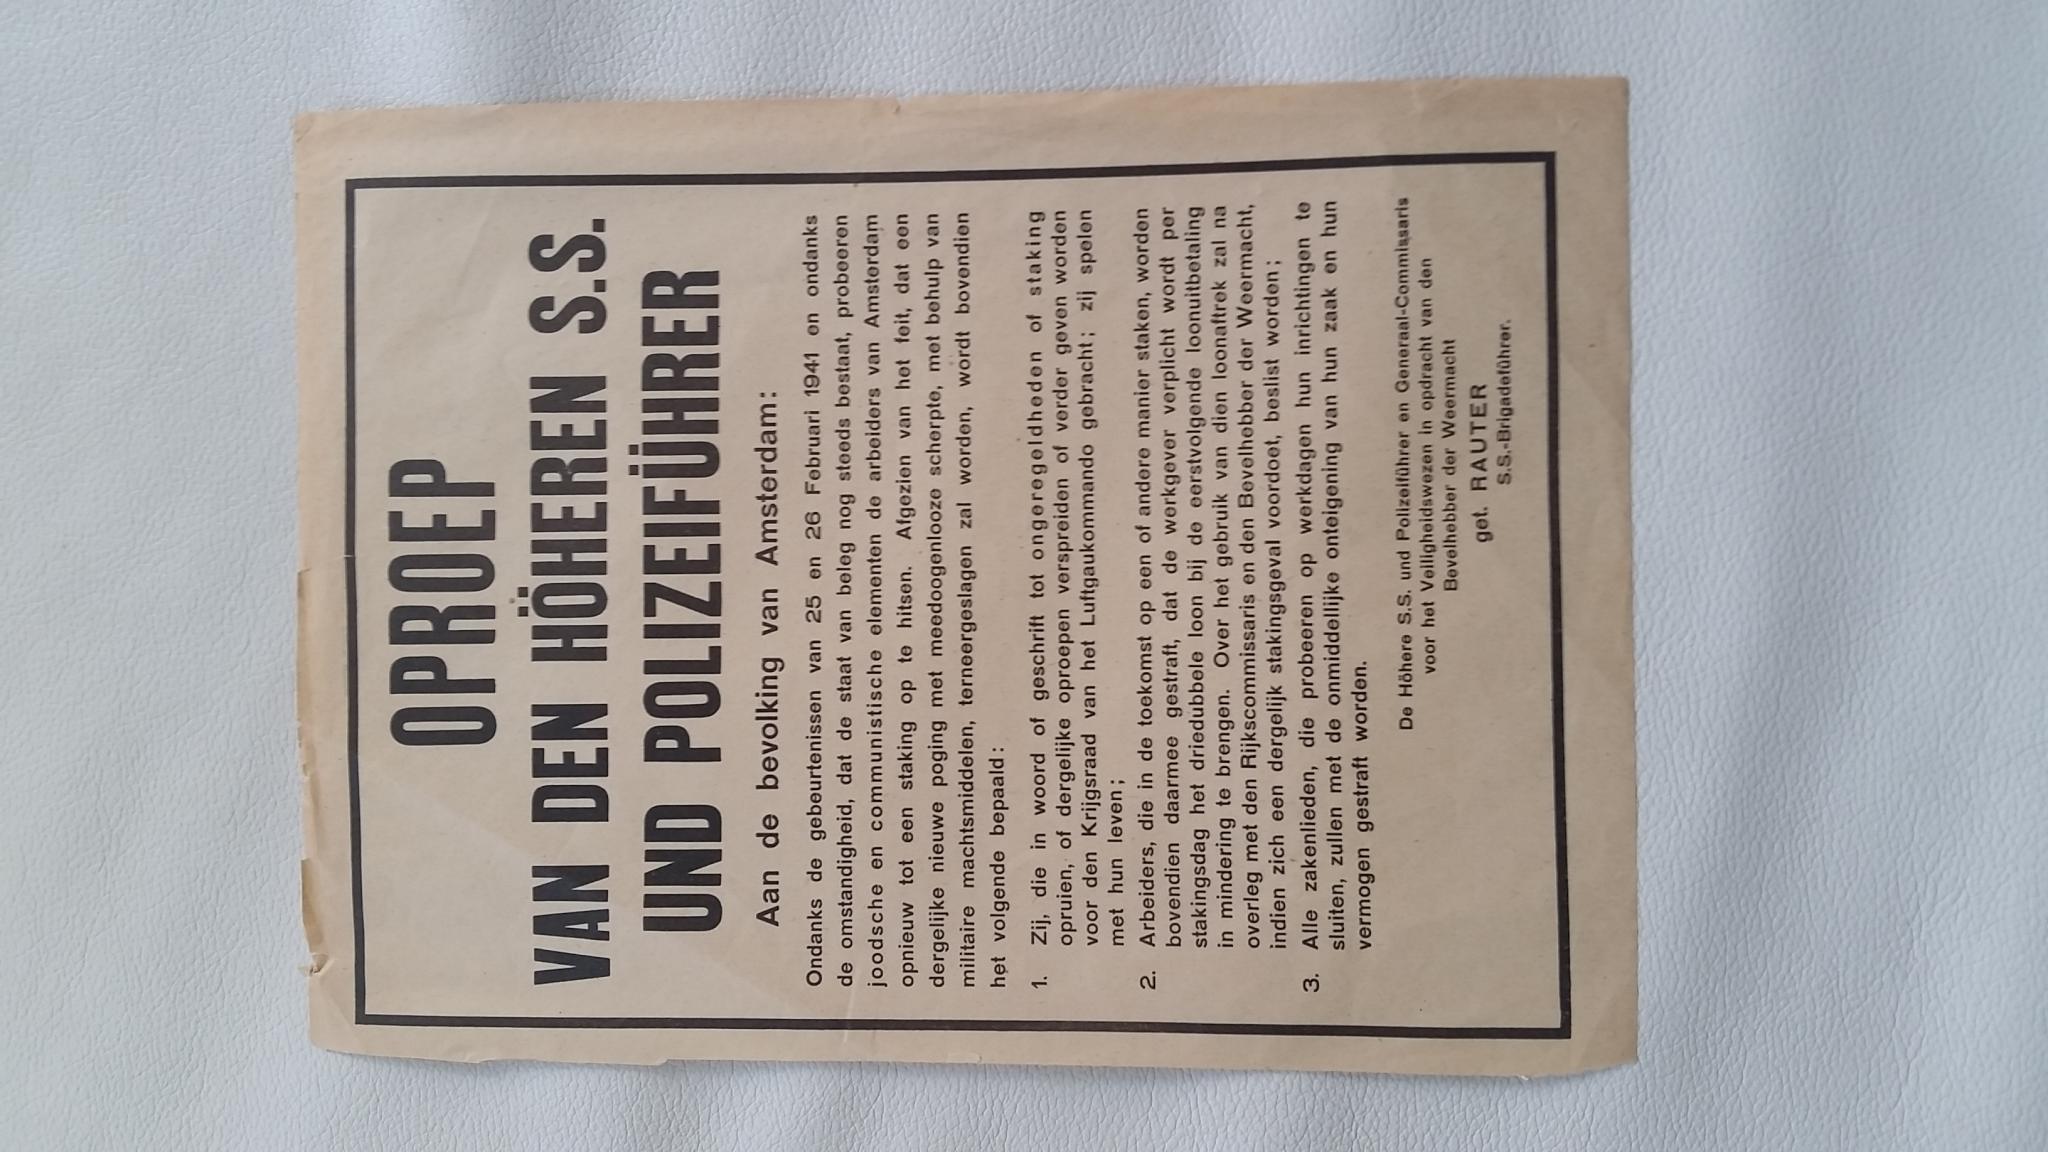 OPROEP
VAN DEN HÖHEREN S.S.
UND POLIZEIFÜHRER
Aan de bevolking van Amsterdam:
Ondanks de gebeurtenissen van 25 en 26 Februari 1941 en ondanks
de omstandigheid, dat de staat van beleg nog steeds bestaat, probeeren
joodsche en communistische elementen de arbeiders van Amsterdam
opnieuw tot een staking op te hitsen. Afgezien van het feit, dat een
dergelijke nieuwe poging met meedoogenlooze scherpte, met behulp van
militaire machtsmiddelen, terneergeslagen zal worden, wordt bovendien
het volgende bepaald:
1. Zij, die in woord of geschrift tot ongeregeldheden of staking
opruien, of dergelijke oproepen verspreiden of verder geven worden
voor den Krijgsraad van het Luftgaukommando gebracht; zij spelen
met hun leven;
2. Arbeiders, die in de toekomst op een of andere manier staken, worden
bovendien daarmee gestraft, dat de werkgever verplicht wordt per
stakingsdag het driedubbele loon bij de eerstvolgende loonuitbetaling
in mindering te brengen. Over het gebruik van dien loonaftrek zal na
overleg met den Rijkscommissaris en den Bevelhebber der Weermacht,
indien zich een dergelijk stakingsgeval voordoet, beslist worden;
3. Alle zakenlieden, die probeeren op werkdagen hun inrichtingen te
sluiten, zullen met de onmiddellijke onteigening van hun zaak en hun
vermogen gestraft worden.
De Höhere S.S. und Polizeiführer en Generaal-Commissaris
voor het Veiligheidswezen in opdracht van den
Bevelhebber der Weermacht
get. RAUTER
S.S.-Brigadeführer.